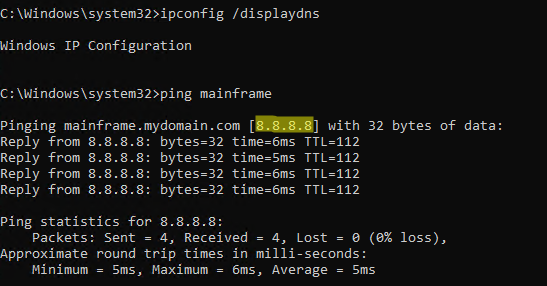 C:\Windows\system32>ipconfig /displaydns
Windows IP Configuration
C:\Windows\system32>ping mainframe
Pinging mainframe.mydomain.com [8.8.8.8] with 32 bytes of data:
Reply from 8.8.8.8: bytes=32 time=6ms TTL=112
Reply from 8.8.8.8: bytes=32 time=5ms TTL=112
Reply from 8.8.8.8: bytes=32 time=6ms TTL=112
Reply from 8.8.8.8: bytes=32 time=6ms TTL=112
Ping statistics for 8.8.8.8:
    Packets: Sent = 4, Received = 4, Lost = 0 (0% loss),
Approximate round trip times in milli-seconds:
    Minimum = 5ms, Maximum = 6ms, Average = 5ms